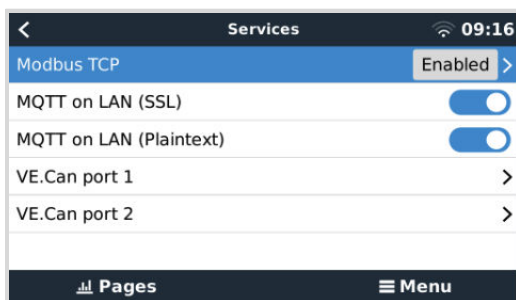 Services 09:16
Modbus TCP Enabled
MQTT on LAN (SSL)
MQTT on LAN (Plaintext)
VE.Can port 1
VE.Can port 2
Pages Menu